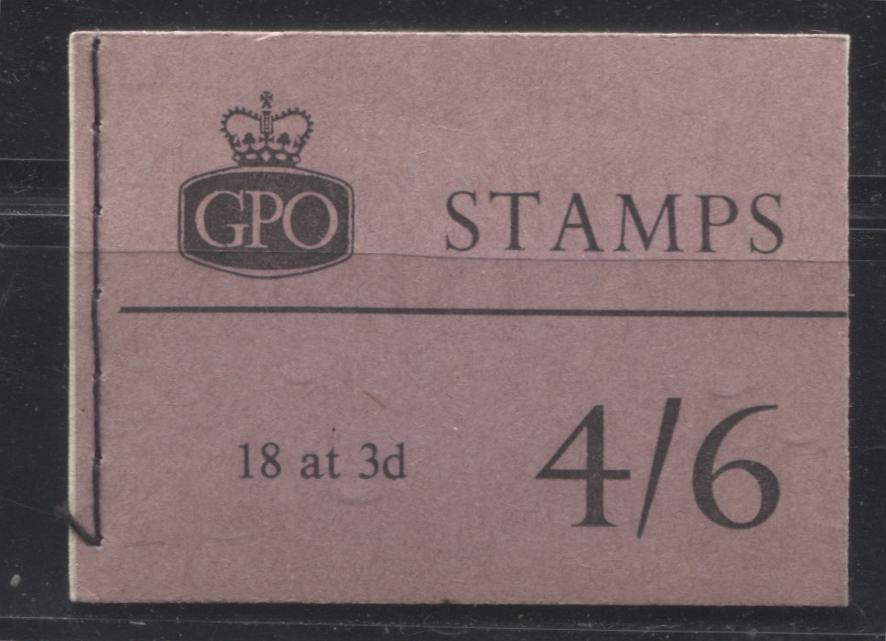 GPO
STAMPS
18 at 3d
4/6